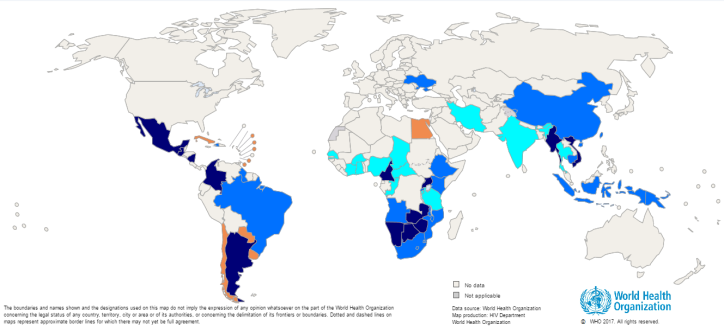 No data
Not applicable
The boundaries and names shown and the designations used on this map do not imply the expression of any opinion whatsoever on the part of the World Health Organization
concerning the legal status of any country, territory, city or area or of its authorities, or concerning the delimitation of its frontiers or boundaries. Dotted and dashed lines on
maps represent approximate border lines for which there may not yet be full agreement.
Data source: World Health Organization
Map production: HIV Department
World Health Organization
World Health
Organization
© WHO 2017. All rights reserved.